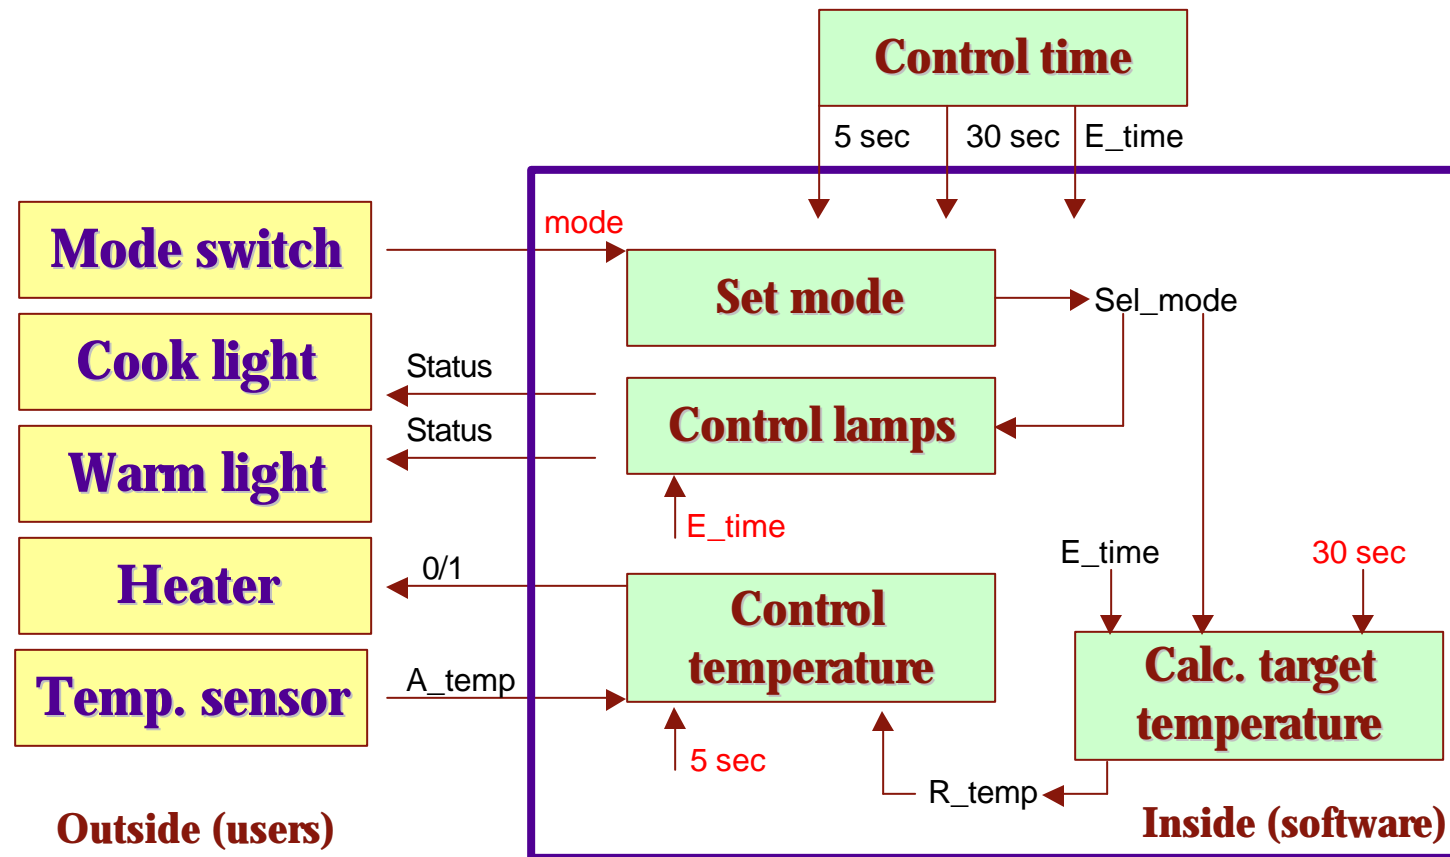 Control time
5 sec
30 sec
E_time
Mode switch
mode
Set mode
Sel_mode
Cook light
Status
Control lamps
Warm light
Status
E_time
Heater
0/1
Control
temperature
E_time
30 sec
Temp. sensor
A_temp
Calc. target
temperature
5 sec
R_temp
Outside (users)
Inside (software)